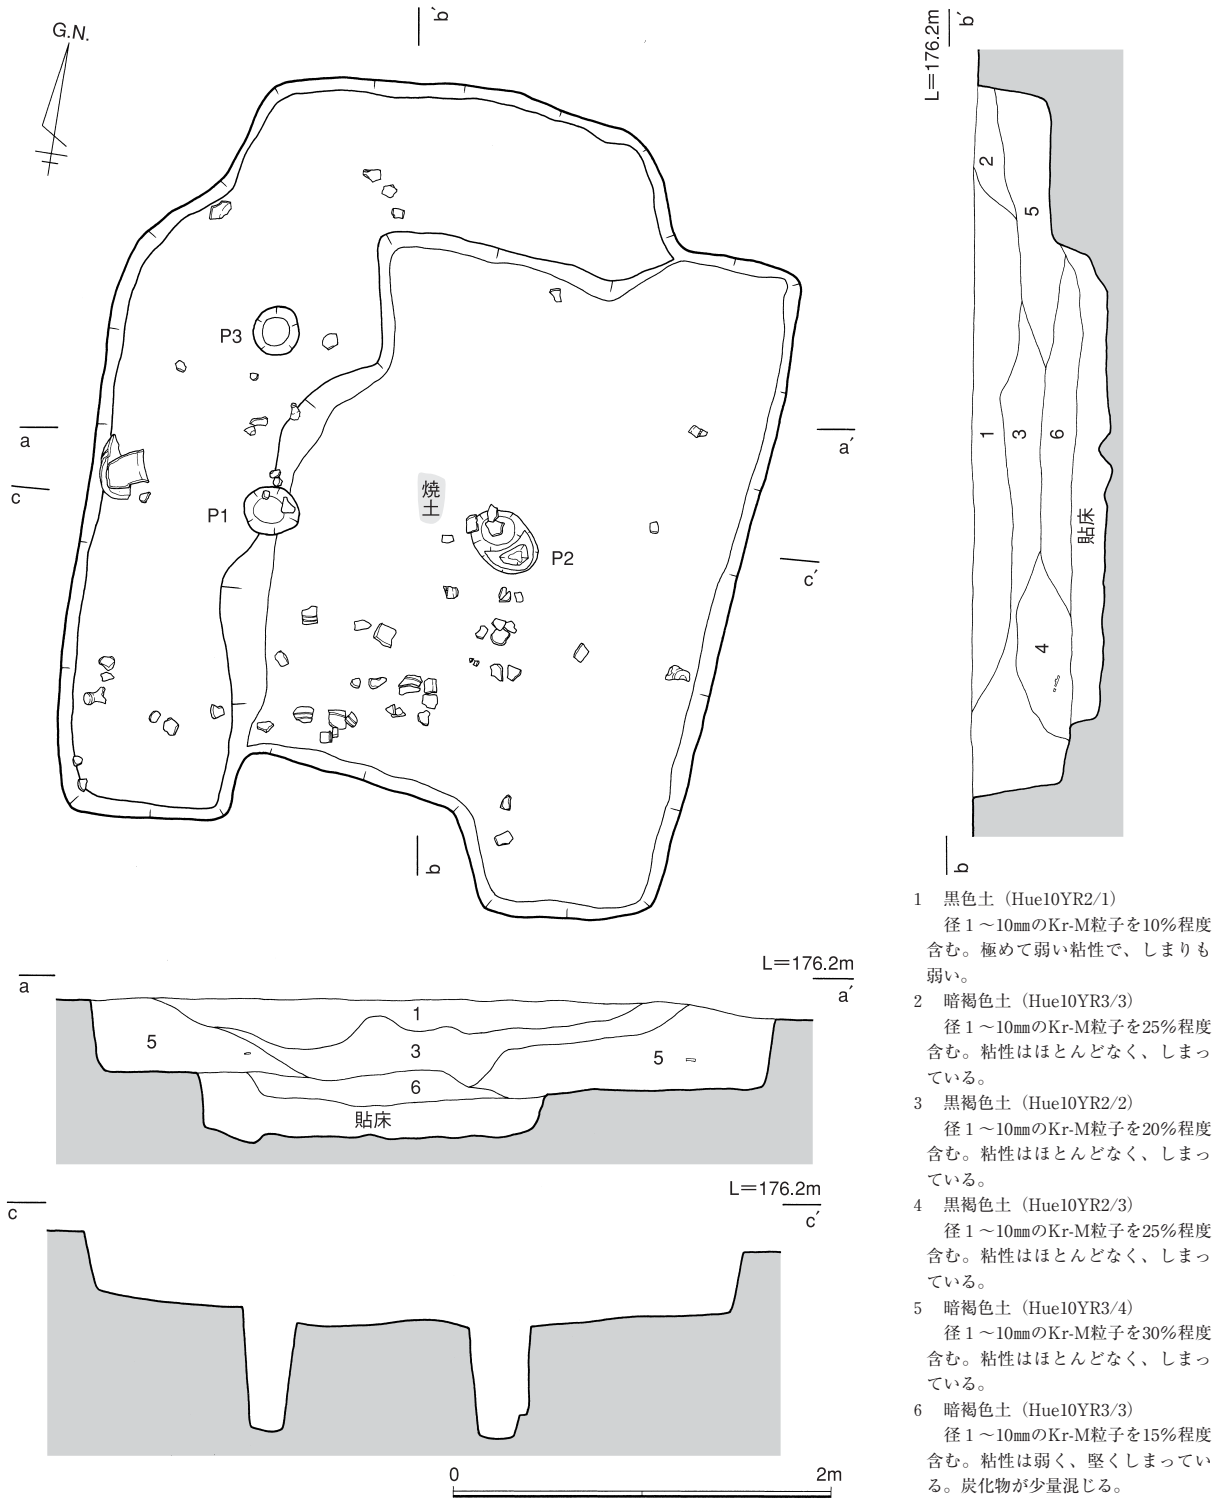 G.N.
b′
P3
a
a′
c
P1
焼
土
P2
c′
b
L＝176.2m
b′
2
5
1
3
6
貼床
4
b
L＝176.2m
a
a′
1
5
3
5
6
貼床
L＝176.2m
c
c′
0
2m
1　黒色土（Hue10YR2/1）
径１～10㎜のKr-M粒子を10%程度
含む。極めて弱い粘性で、しまりも
弱い。
2　暗褐色土（Hue10YR3/3）
径１～10㎜のKr-M粒子を25%程度
含む。粘性はほとんどなく、しまっ
ている。
3　黒褐色土（Hue10YR2/2）
径１～10㎜のKr-M粒子を20%程度
含む。粘性はほとんどなく、しまっ
ている。
4　黒褐色土（Hue10YR2/3）
径１～10㎜のKr-M粒子を25%程度
含む。粘性はほとんどなく、しまっ
ている。
5　暗褐色土（Hue10YR3/4）
径１～10㎜のKr-M粒子を30%程度
含む。粘性はほとんどなく、しまっ
ている。
6　暗褐色土（Hue10YR3/3）
径１～10㎜のKr-M粒子を15%程度
含む。粘性は弱く、堅くしまってい
る。炭化物が少量混じる。